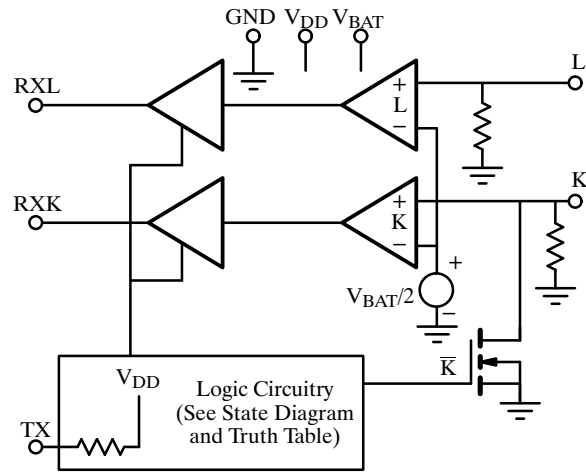 GND
VDD
VBAT
RXL
L
+
L
−
RXK
K
+
K
−
VBAT/2
+
−
K̅
VDD
Logic Circuitry
(See State Diagram
and Truth Table)
TX